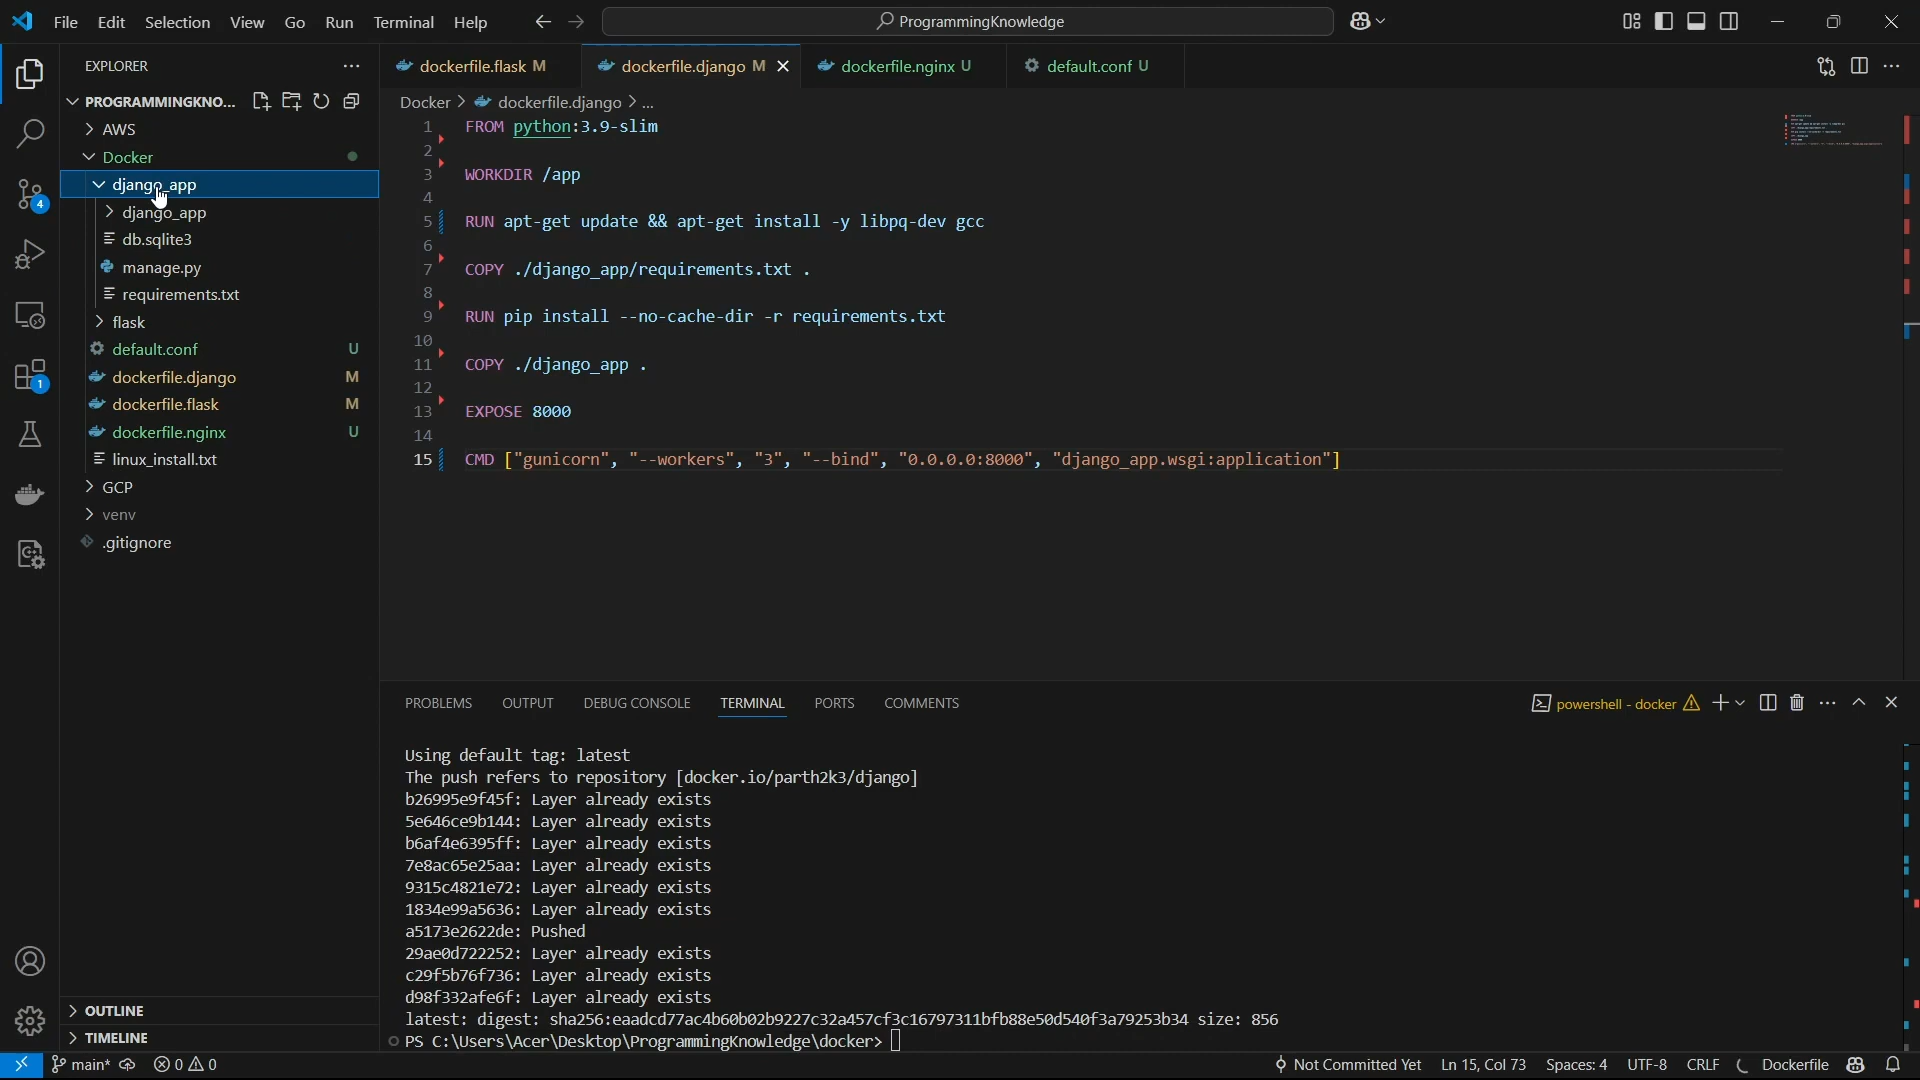 File Edit Selection View Go Run Terminal Help
ProgrammingKnowledge
EXPLORER
PROGRAMMINGKNO...
AWS
Docker
django_app
django_app
db.sqlite3
manage.py
requirements.txt
flask
default.conf U
dockerfile.django M
dockerfile.flask M
dockerfile.nginx U
linux_install.txt
GCP
venv
.gitignore
OUTLINE
TIMELINE
4
1
dockerfile.flask M
dockerfile.django M
dockerfile.nginx U
default.conf U
Docker > dockerfile.django > ...
1 FROM python:3.9-slim
2
3 WORKDIR /app
4
5 RUN apt-get update && apt-get install -y libpq-dev gcc
6
7 COPY ./django_app/requirements.txt .
8
9 RUN pip install --no-cache-dir -r requirements.txt
10
11 COPY ./django_app .
12
13 EXPOSE 8000
14
15 CMD ["gunicorn", "--workers", "3", "--bind", "0.0.0.0:8000", "django_app.wsgi:application"]
PROBLEMS OUTPUT DEBUG CONSOLE TERMINAL PORTS COMMENTS
powershell - docker
Using default tag: latest
The push refers to repository [docker.io/parth2k3/django]
b26995e9f45f: Layer already exists
5e646ce9b144: Layer already exists
b6af4e6395ff: Layer already exists
7e8ac65e25aa: Layer already exists
9315c4821e72: Layer already exists
1834e99a5636: Layer already exists
a5173e2622de: Pushed
29ae0d722252: Layer already exists
c29f5b76f736: Layer already exists
d98f332afe6f: Layer already exists
latest: digest: sha256:eaadcd77ac4b60b02b9227c32a457cf3c16797311bfb88e50d540f3a79253b34 size: 856
PS C:\Users\Acer\Desktop\ProgrammingKnowledge\docker>
main* 0 0
Not Committed Yet Ln 15, Col 73 Spaces: 4 UTF-8 CRLF Dockerfile